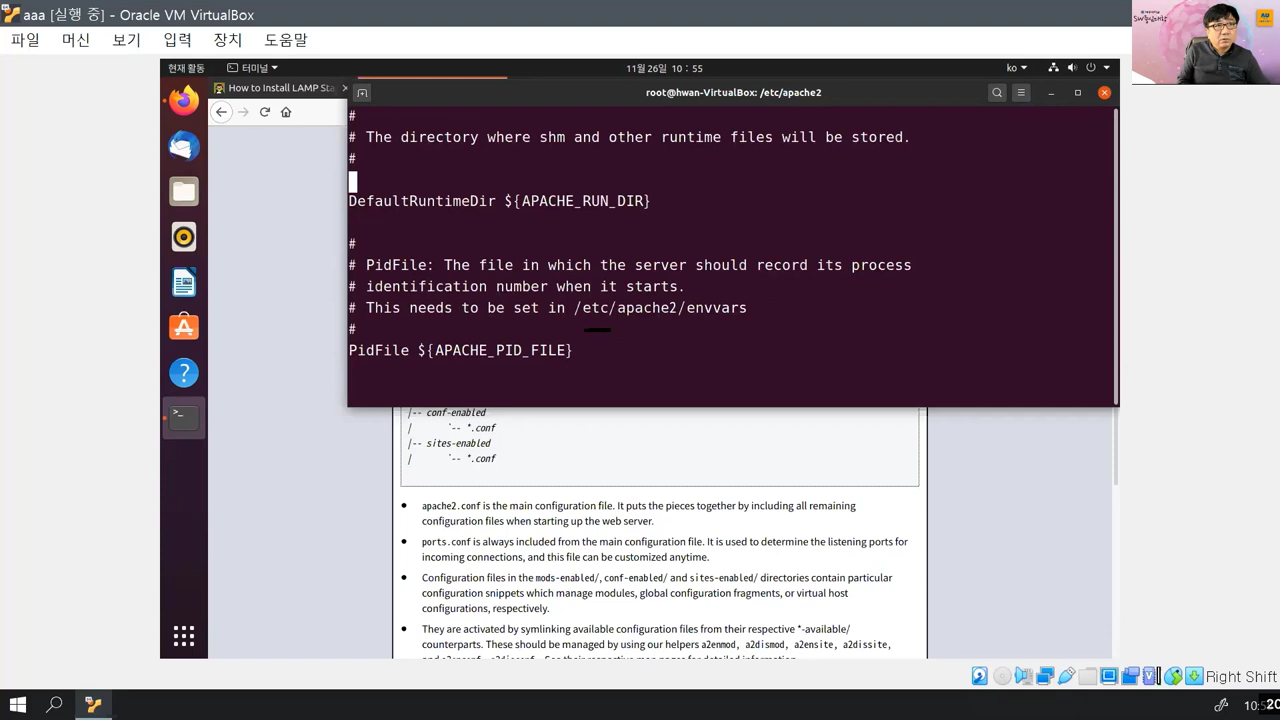 aaa [실행 중] - Oracle VM VirtualBox
파일 머신 보기 입력 장치 도움말
현재 활동 터미널 11월 26일 10 : 55 ko
How to Install LAMP Sta
root@hwan-VirtualBox: /etc/apache2
#
# The directory where shm and other runtime files will be stored.
#
DefaultRuntimeDir ${APACHE_RUN_DIR}
#
# PidFile: The file in which the server should record its process
# identification number when it starts.
# This needs to be set in /etc/apache2/envvars
#
PidFile ${APACHE_PID_FILE}
|-- conf-enabled
| `-- *.conf
|-- sites-enabled
| `-- *.conf
apache2.conf is the main configuration file. It puts the pieces together by including all remaining
configuration files when starting up the web server.
ports.conf is always included from the main configuration file. It is used to determine the listening ports for
incoming connections, and this file can be customized anytime.
Configuration files in the mods-enabled/, conf-enabled/ and sites-enabled/ directories contain particular
configuration snippets which manage modules, global configuration fragments, or virtual host
configurations, respectively.
They are activated by symlinking available configuration files from their respective *-available/
counterparts. These should be managed by using our helpers a2enmod, a2dismod, a2ensite, a2dissite,
Right Shift